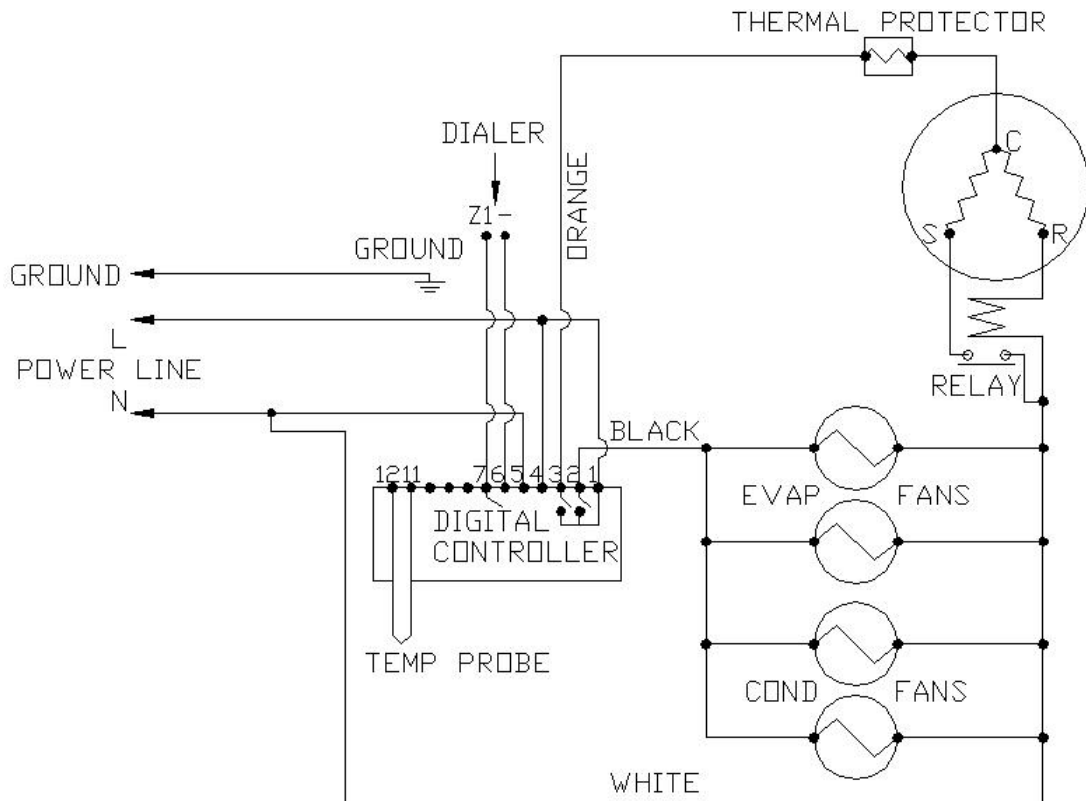 THERMAL PROTECTOR
DIALER
ORANGE
C
Z1-
S
R
GROUND
GROUND
L
POWER LINE
RELAY
N
BLACK
12 11 7 6 5 4 3 2 1
EVAP FANS
DIGITAL
CONTROLLER
TEMP PROBE
COND FANS
WHITE